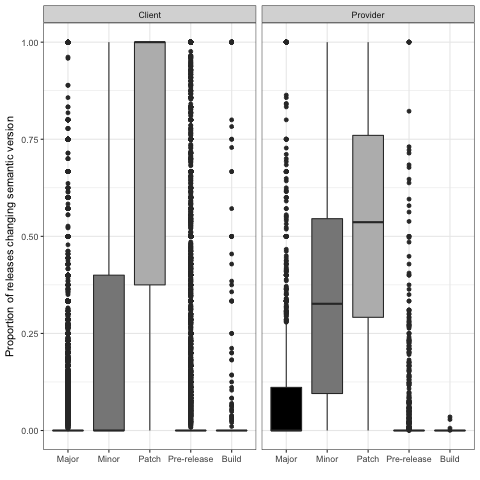 Client Provider
Proportion of releases changing semantic version
1.00
0.75
0.50
0.25
0.00
Major Minor Patch Pre-release Build Major Minor Patch Pre-release Build